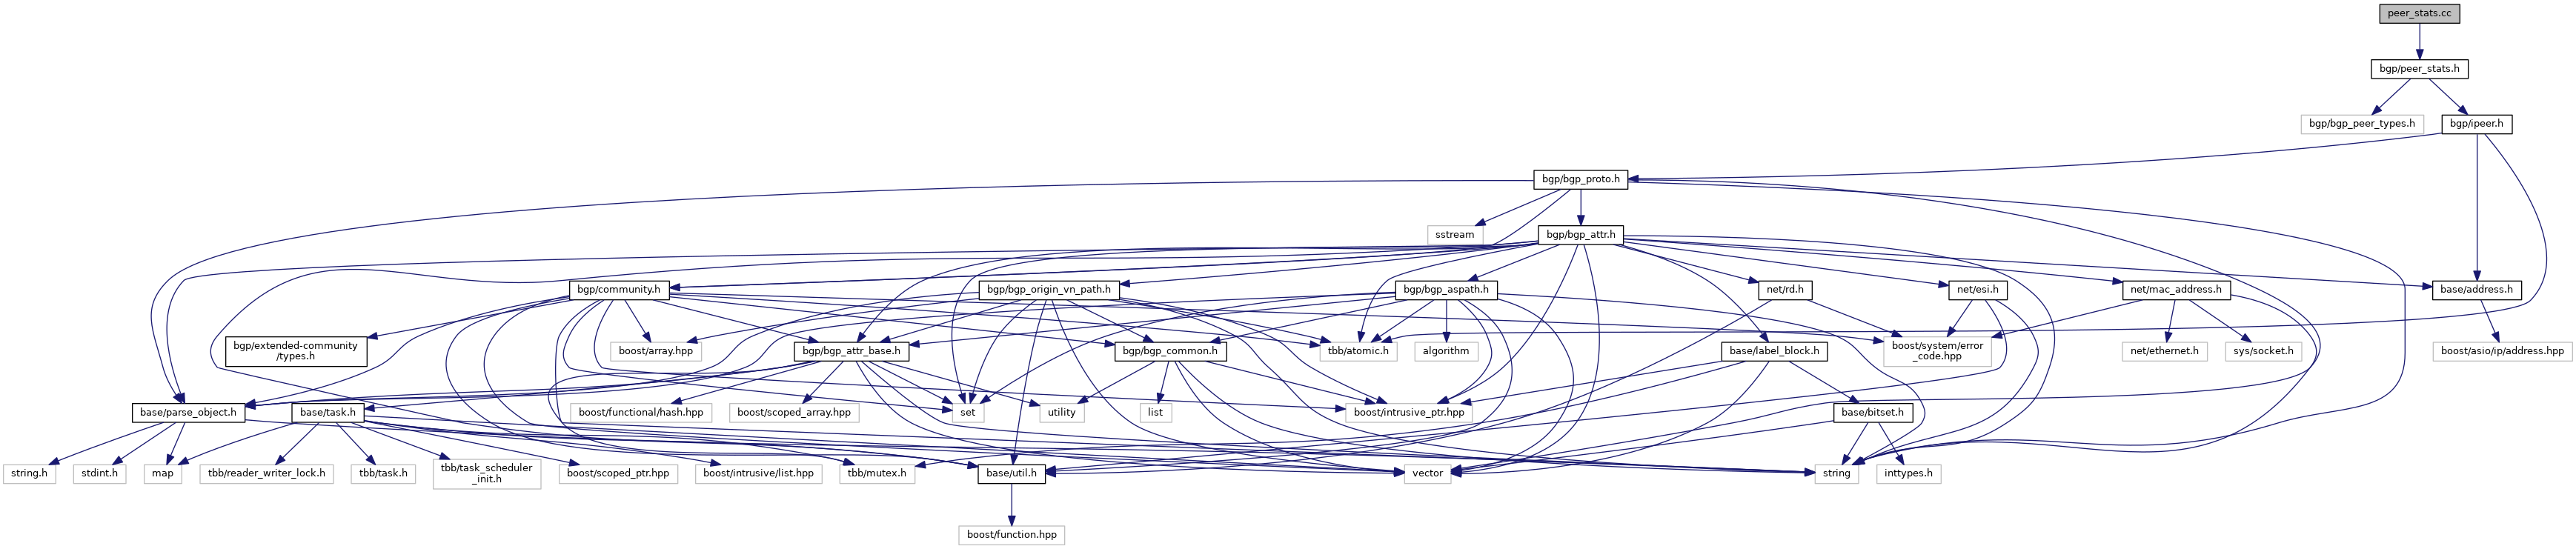 peer_stats.cc
bgp/peer_stats.h
bgp/bgp_peer_types.h
bgp/ipeer.h
bgp/bgp_proto.h
sstream
bgp/bgp_attr.h
bgp/community.h
bgp/bgp_origin_vn_path.h
bgp/bgp_aspath.h
net/rd.h
net/esi.h
net/mac_address.h
base/address.h
bgp/extended-community
/types.h
boost/array.hpp
bgp/bgp_attr_base.h
bgp/bgp_common.h
tbb/atomic.h
algorithm
base/label_block.h
boost/system/error
_code.hpp
net/ethernet.h
sys/socket.h
boost/asio/ip/address.hpp
base/parse_object.h
base/task.h
boost/functional/hash.hpp
boost/scoped_array.hpp
set
utility
list
boost/intrusive_ptr.hpp
base/bitset.h
string.h
stdint.h
map
tbb/reader_writer_lock.h
tbb/task.h
tbb/task_scheduler
_init.h
boost/scoped_ptr.hpp
boost/intrusive/list.hpp
tbb/mutex.h
base/util.h
vector
string
inttypes.h
boost/function.hpp